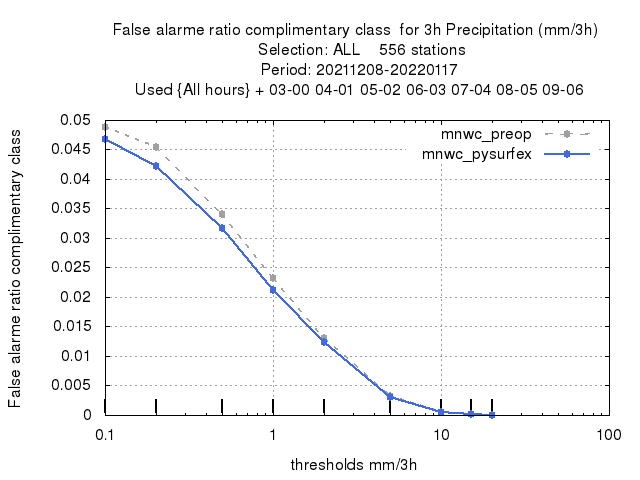 False alarme ratio complimentary class  for 3h Precipitation (mm/3h)
Selection: ALL    556 stations
Period: 20211208-20220117
Used {All hours} + 03-00 04-01 05-02 06-03 07-04 08-05 09-06
False alarme ratio complimentary class
0.05
0.045
0.04
0.035
0.03
0.025
0.02
0.015
0.01
0.005
0
mnwc_preop
mnwc_pysurfex
0.1 1 10 100
thresholds mm/3h